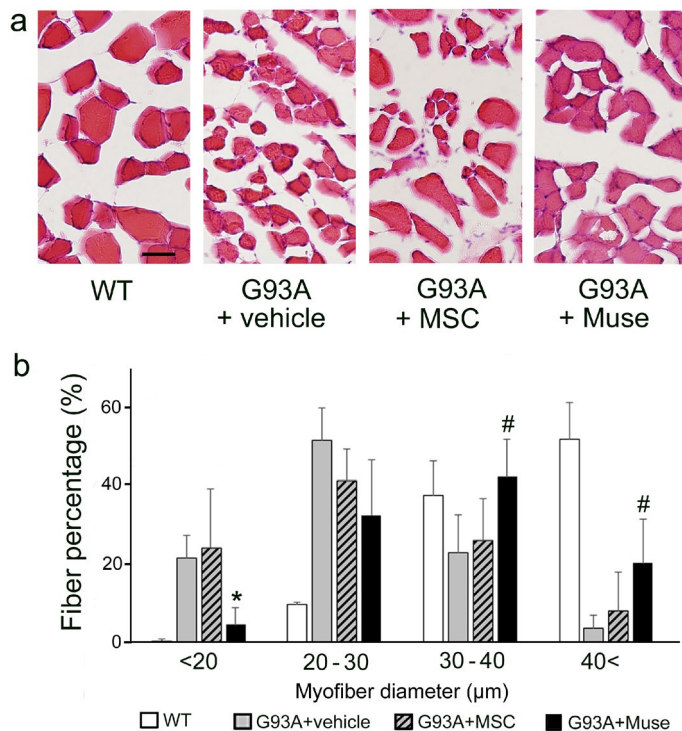 a
WT
G93A
+ vehicle
G93A
+ MSC
G93A
+ Muse
b
Fiber percentage (%)
60
40
20
0
*
#
#
<20
20-30
30-40
40<
Myofiber diameter (µm)
WT
G93A+vehicle
G93A+MSC
G93A+Muse